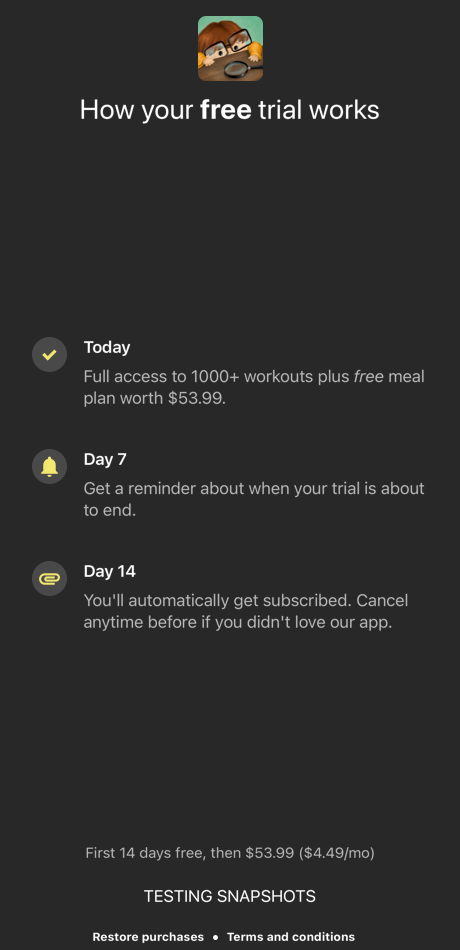 How your free trial works
Today
Full access to 1000+ workouts plus free meal
plan worth $53.99.
Day 7
Get a reminder about when your trial is about
to end.
Day 14
You'll automatically get subscribed. Cancel
anytime before if you didn't love our app.
First 14 days free, then $53.99 ($4.49/mo)
TESTING SNAPSHOTS
Restore purchases • Terms and conditions